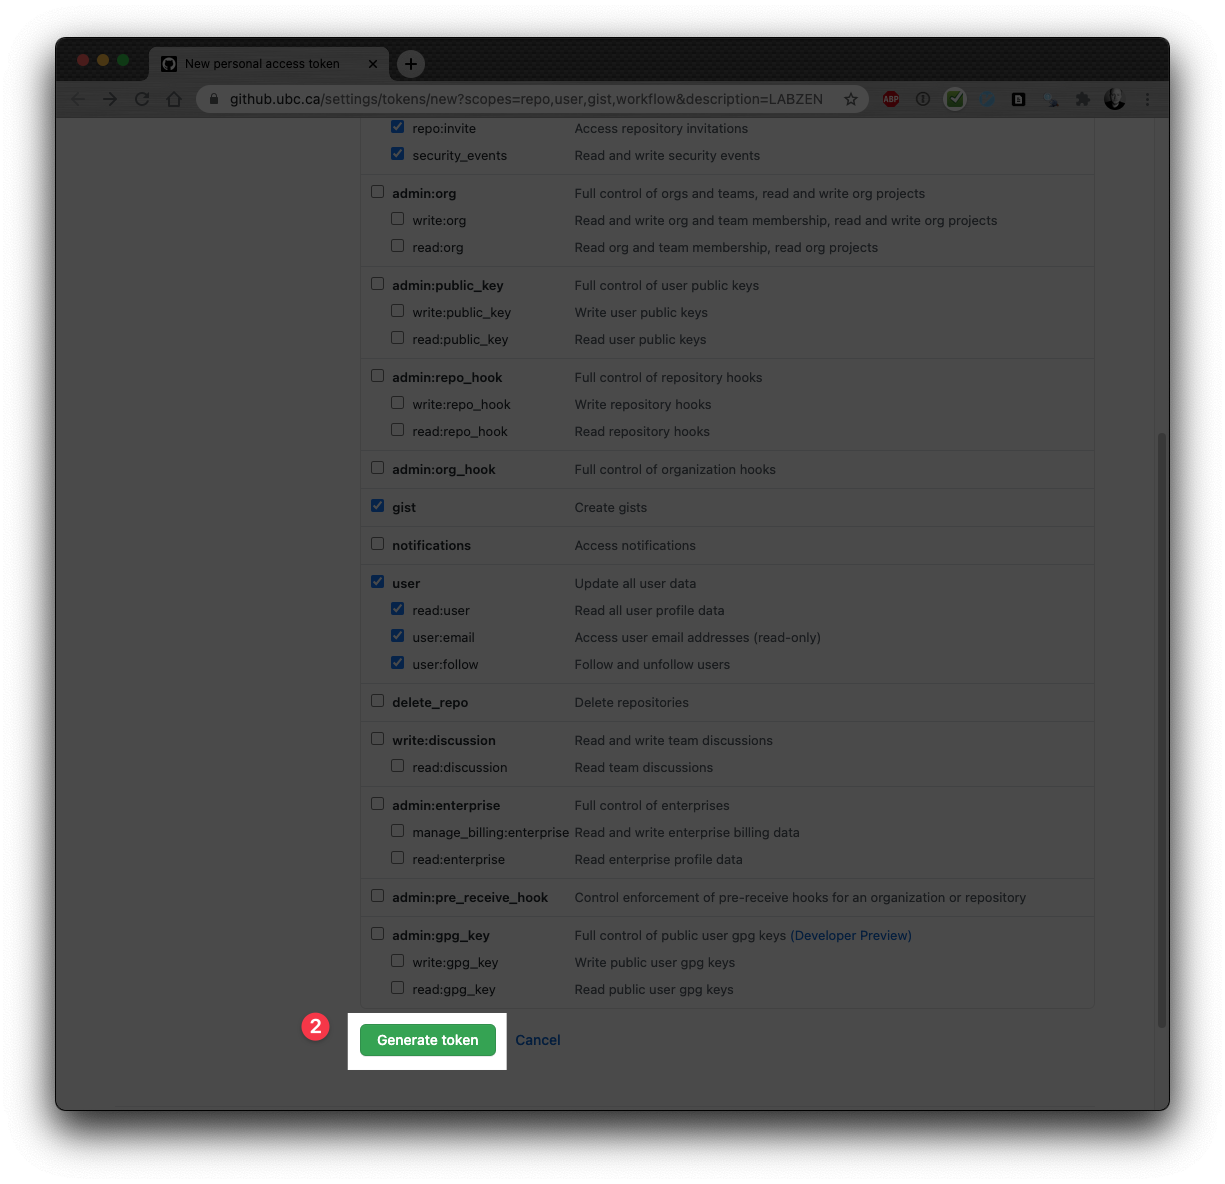 New personal access token
github.ubc.ca/settings/tokens/new?scopes=repo,user,gist,workflow&description=LABZEN
ABP
repo:invite Access repository invitations
security_events Read and write security events
admin:org Full control of orgs and teams, read and write org projects
write:org Read and write org and team membership, read and write org projects
read:org Read org and team membership, read org projects
admin:public_key Full control of user public keys
write:public_key Write user public keys
read:public_key Read user public keys
admin:repo_hook Full control of repository hooks
write:repo_hook Write repository hooks
read:repo_hook Read repository hooks
admin:org_hook Full control of organization hooks
gist Create gists
notifications Access notifications
user Update all user data
read:user Read all user profile data
user:email Access user email addresses (read-only)
user:follow Follow and unfollow users
delete_repo Delete repositories
write:discussion Read and write team discussions
read:discussion Read team discussions
admin:enterprise Full control of enterprises
manage_billing:enterprise Read and write enterprise billing data
read:enterprise Read enterprise profile data
admin:pre_receive_hook Control enforcement of pre-receive hooks for an organization or repository
admin:gpg_key Full control of public user gpg keys (Developer Preview)
write:gpg_key Write public user gpg keys
read:gpg_key Read public user gpg keys
2 Generate token Cancel